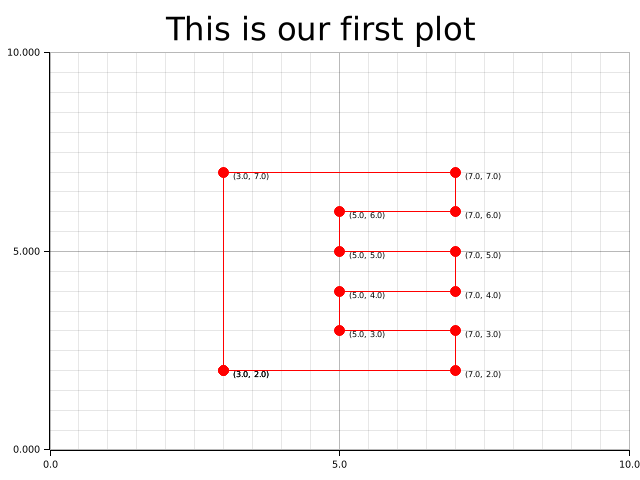 This is our first plot
10.000
(3.0, 7.0) (7.0, 7.0)
(5.0, 6.0) (7.0, 6.0)
5.000 (5.0, 5.0) (7.0, 5.0)
(5.0, 4.0) (7.0, 4.0)
(5.0, 3.0) (7.0, 3.0)
(3.0, 2.0) (7.0, 2.0)
0.000
0.0 5.0 10.0